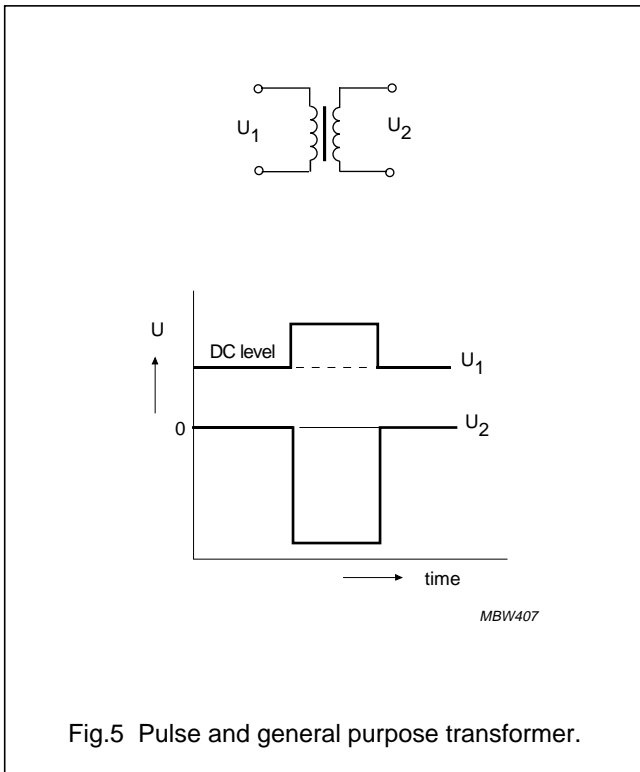 U1 U2
U
DC level
U1
0
U2
time
MBW407
Fig.5 Pulse and general purpose transformer.